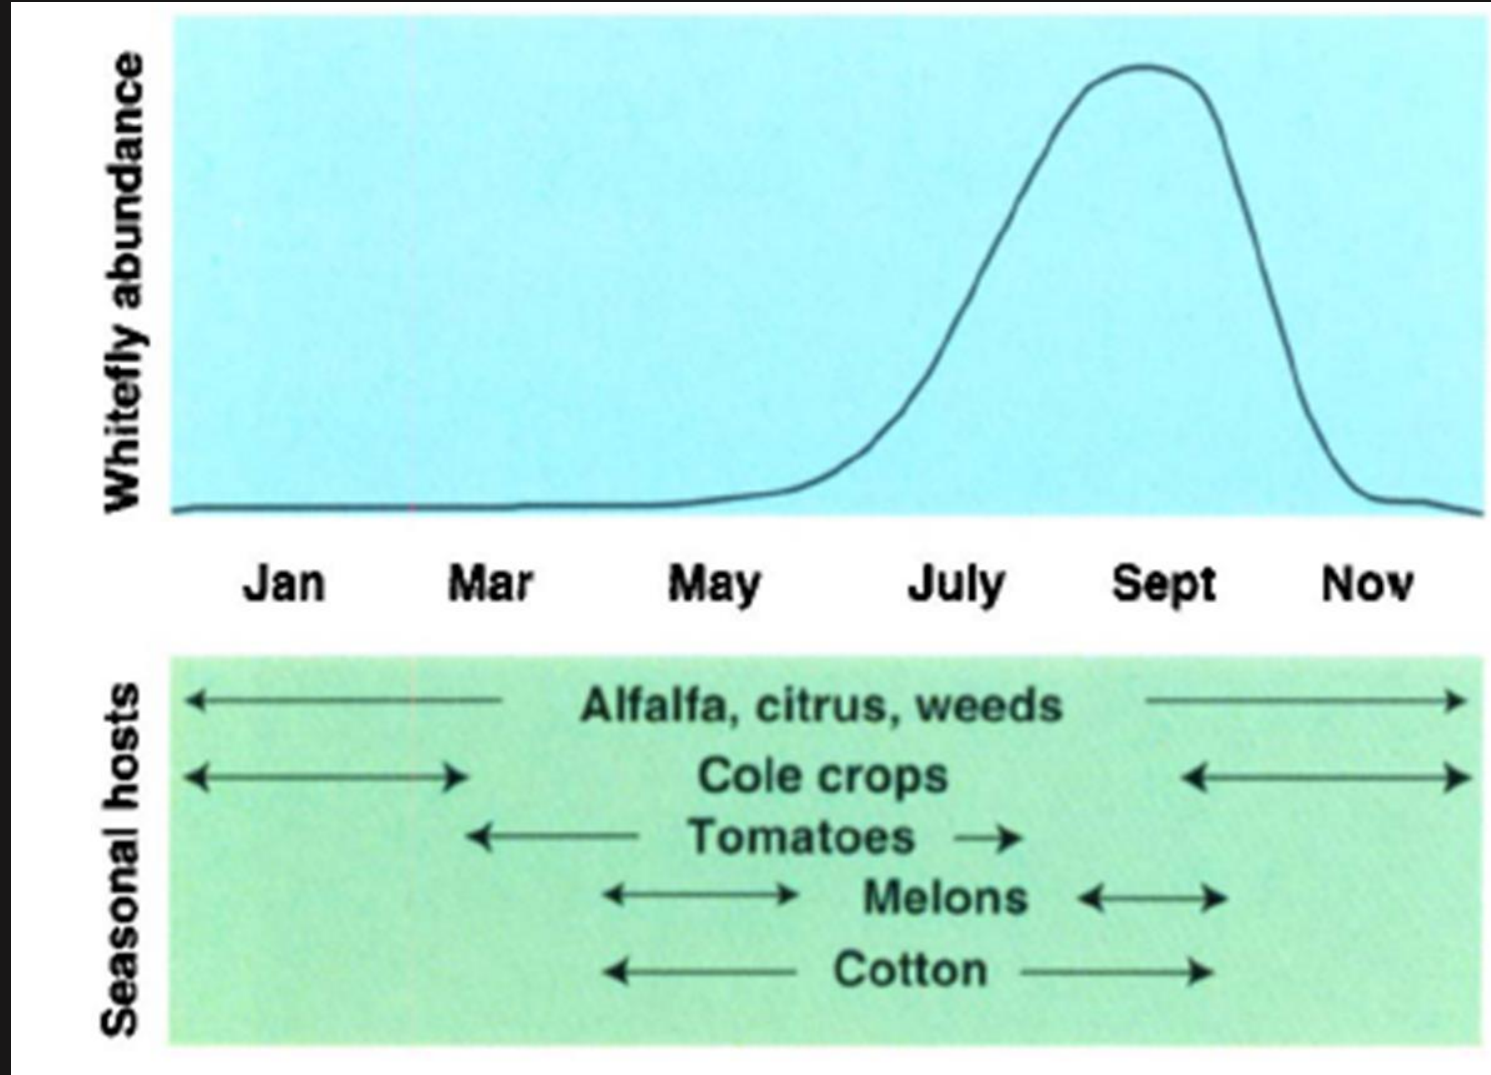 Whitefly abundance
Jan Mar May July Sept Nov
Seasonal hosts
Alfalfa, citrus, weeds
Cole crops
Tomatoes
Melons
Cotton